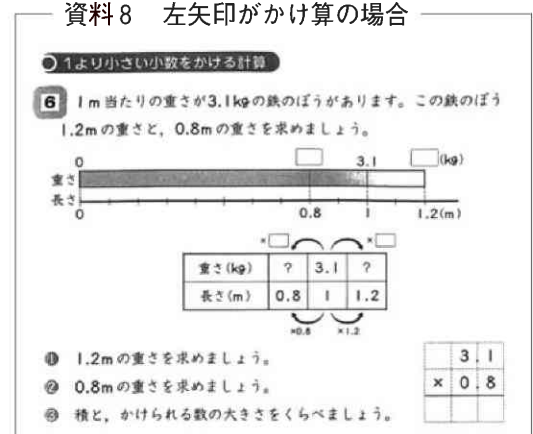 資料8　左矢印がかけ算の場合
1より小さい小数をかける計算
6　1m当たりの重さが3.1kgの鉄のぼうがあります。この鉄のぼう
1.2mの重さと，0.8mの重さを求めましょう。
0　3.1　(kg)
重さ
長さ
0　0.8　1　1.2(m)
×□　×□
重さ(kg)　?　3.1　?
長さ(m)　0.8　1　1.2
×0.8　×1.2
❶　1.2mの重さを求めましょう。
❷　0.8mの重さを求めましょう。
❸　積と，かけられる数の大きさをくらべましょう。
3.1
×0.8